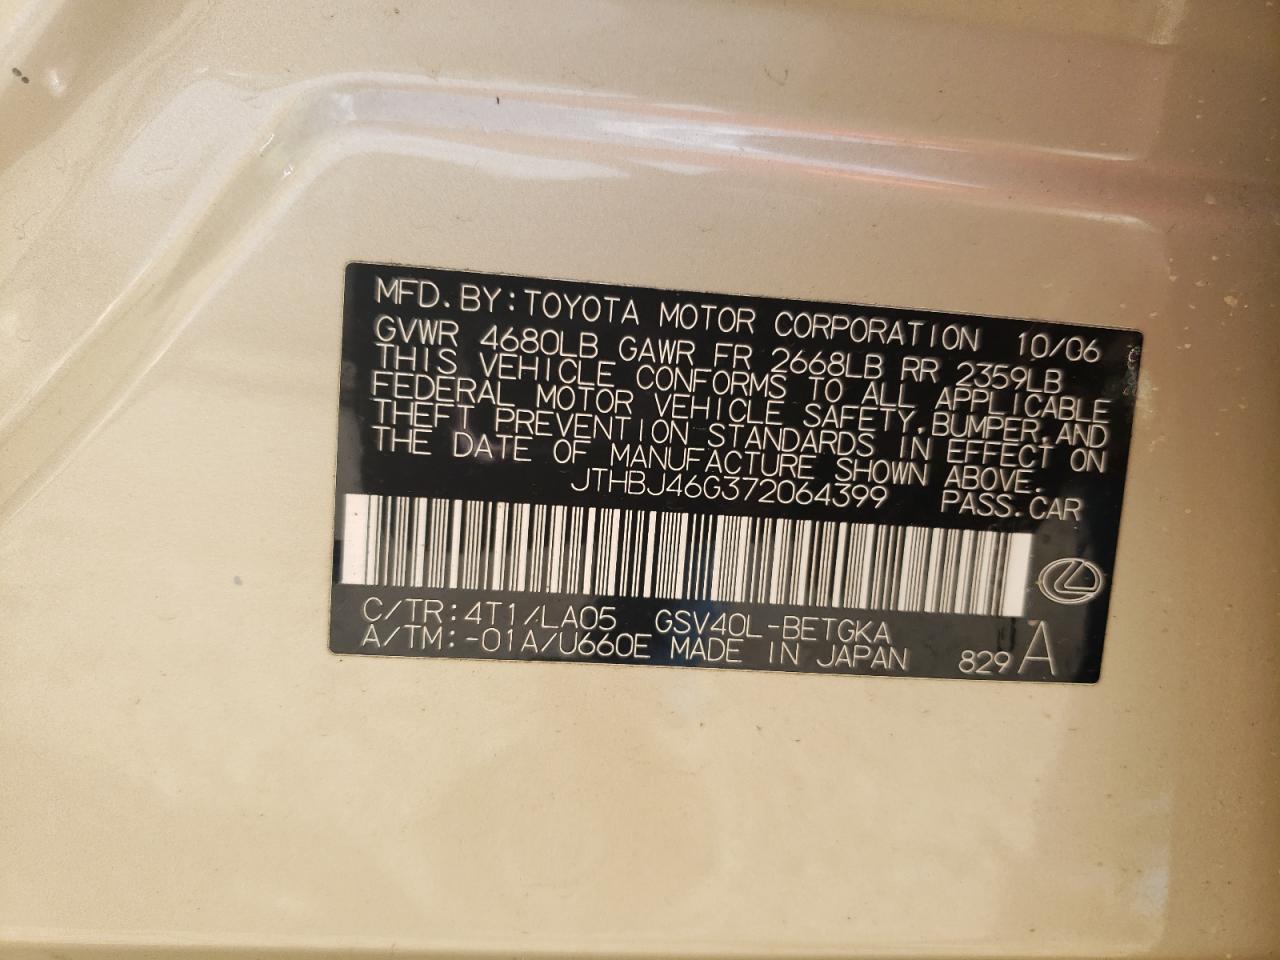 MFD. BY: TOYOTA MOTOR CORPORATION 10/06
GVWR 4680LB GAWR FR 2668LB RR 2359LB
THIS VEHICLE CONFORMS TO ALL APPLICABLE
FEDERAL MOTOR VEHICLE SAFETY, BUMPER, AND
THEFT PREVENTION STANDARDS IN EFFECT ON
THE DATE OF MANUFACTURE SHOWN ABOVE.
JTHBJ46G372064399 PASS. CAR
C/TR: 4T1/LA05 GSV40L-BETGKA
A/TM: -01A/U660E MADE IN JAPAN 829 A